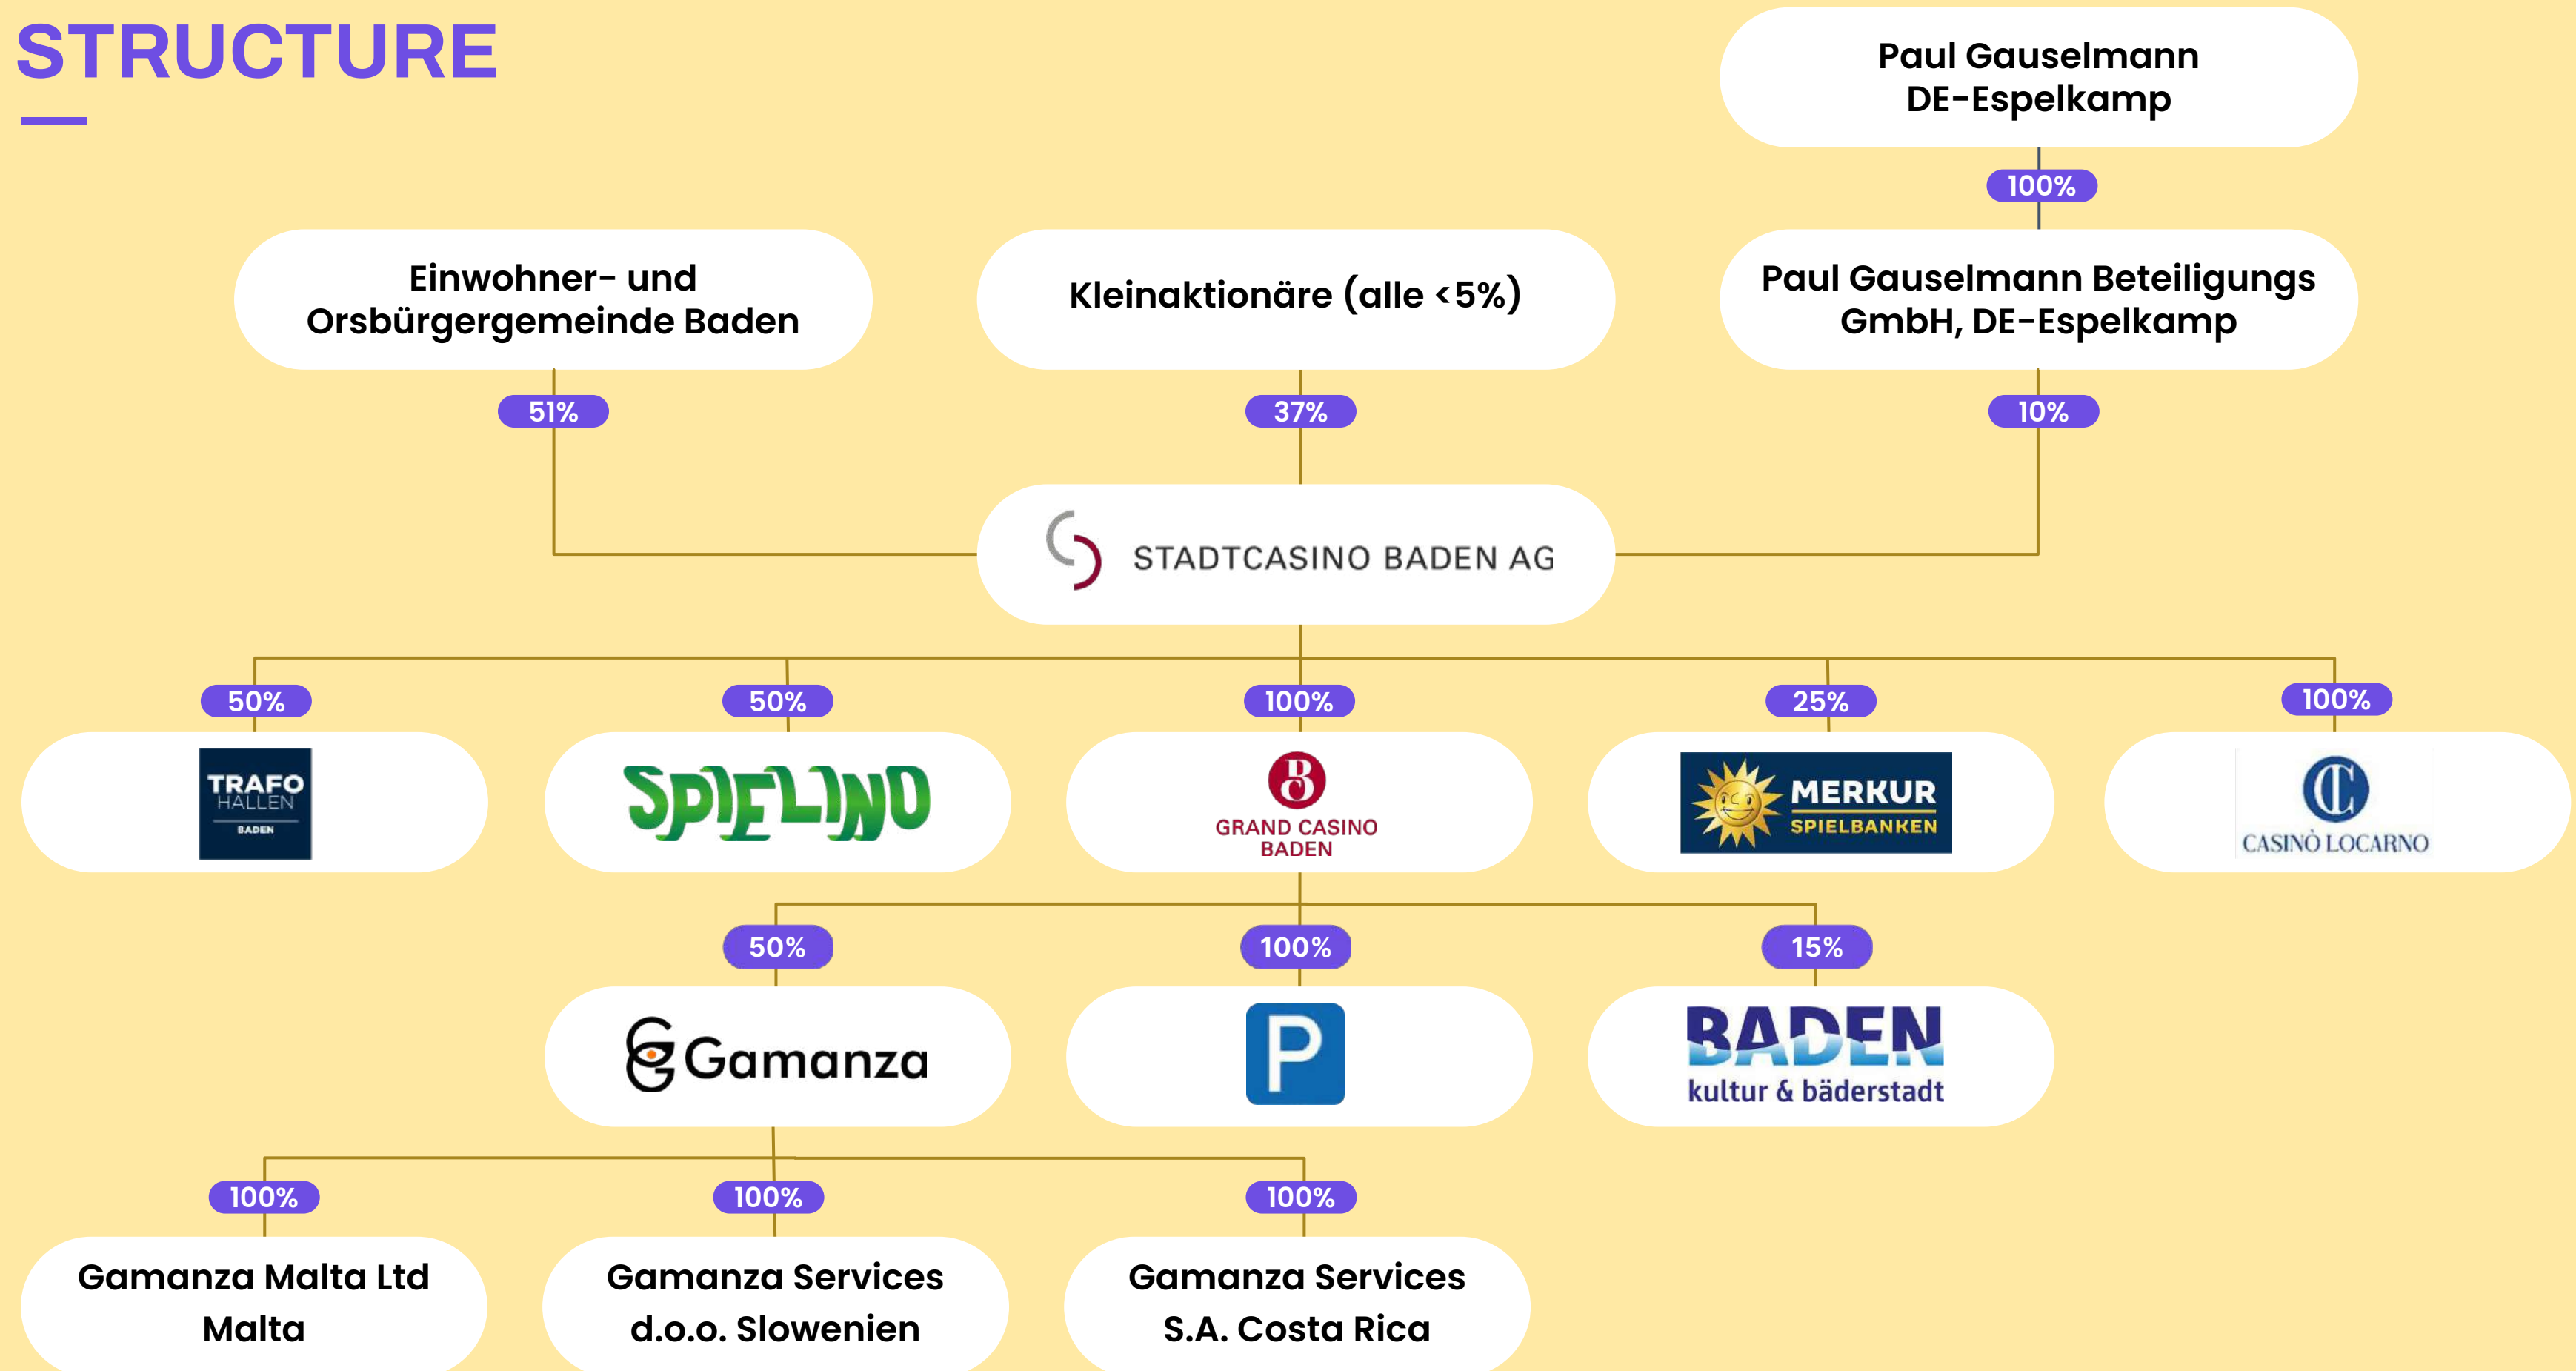 STRUCTURE
Paul Gauselmann
DE-Espelkamp
100%
Einwohner- und
Orsbürgergemeinde Baden
Kleinaktionäre (alle <5%)
Paul Gauselmann Beteiligungs
GmbH, DE-Espelkamp
51%
37%
10%
STADTCASINO BADEN AG
50%
50%
100%
25%
100%
TRAFO
HALLEN
BADEN
SPIELINO
GRAND CASINO
BADEN
MERKUR
SPIELBANKEN
CASINÒ LOCARNO
50%
100%
15%
Gamanza
P
BADEN
kultur & bäderstadt
100%
100%
100%
Gamanza Malta Ltd
Malta
Gamanza Services
d.o.o. Slowenien
Gamanza Services
S.A. Costa Rica